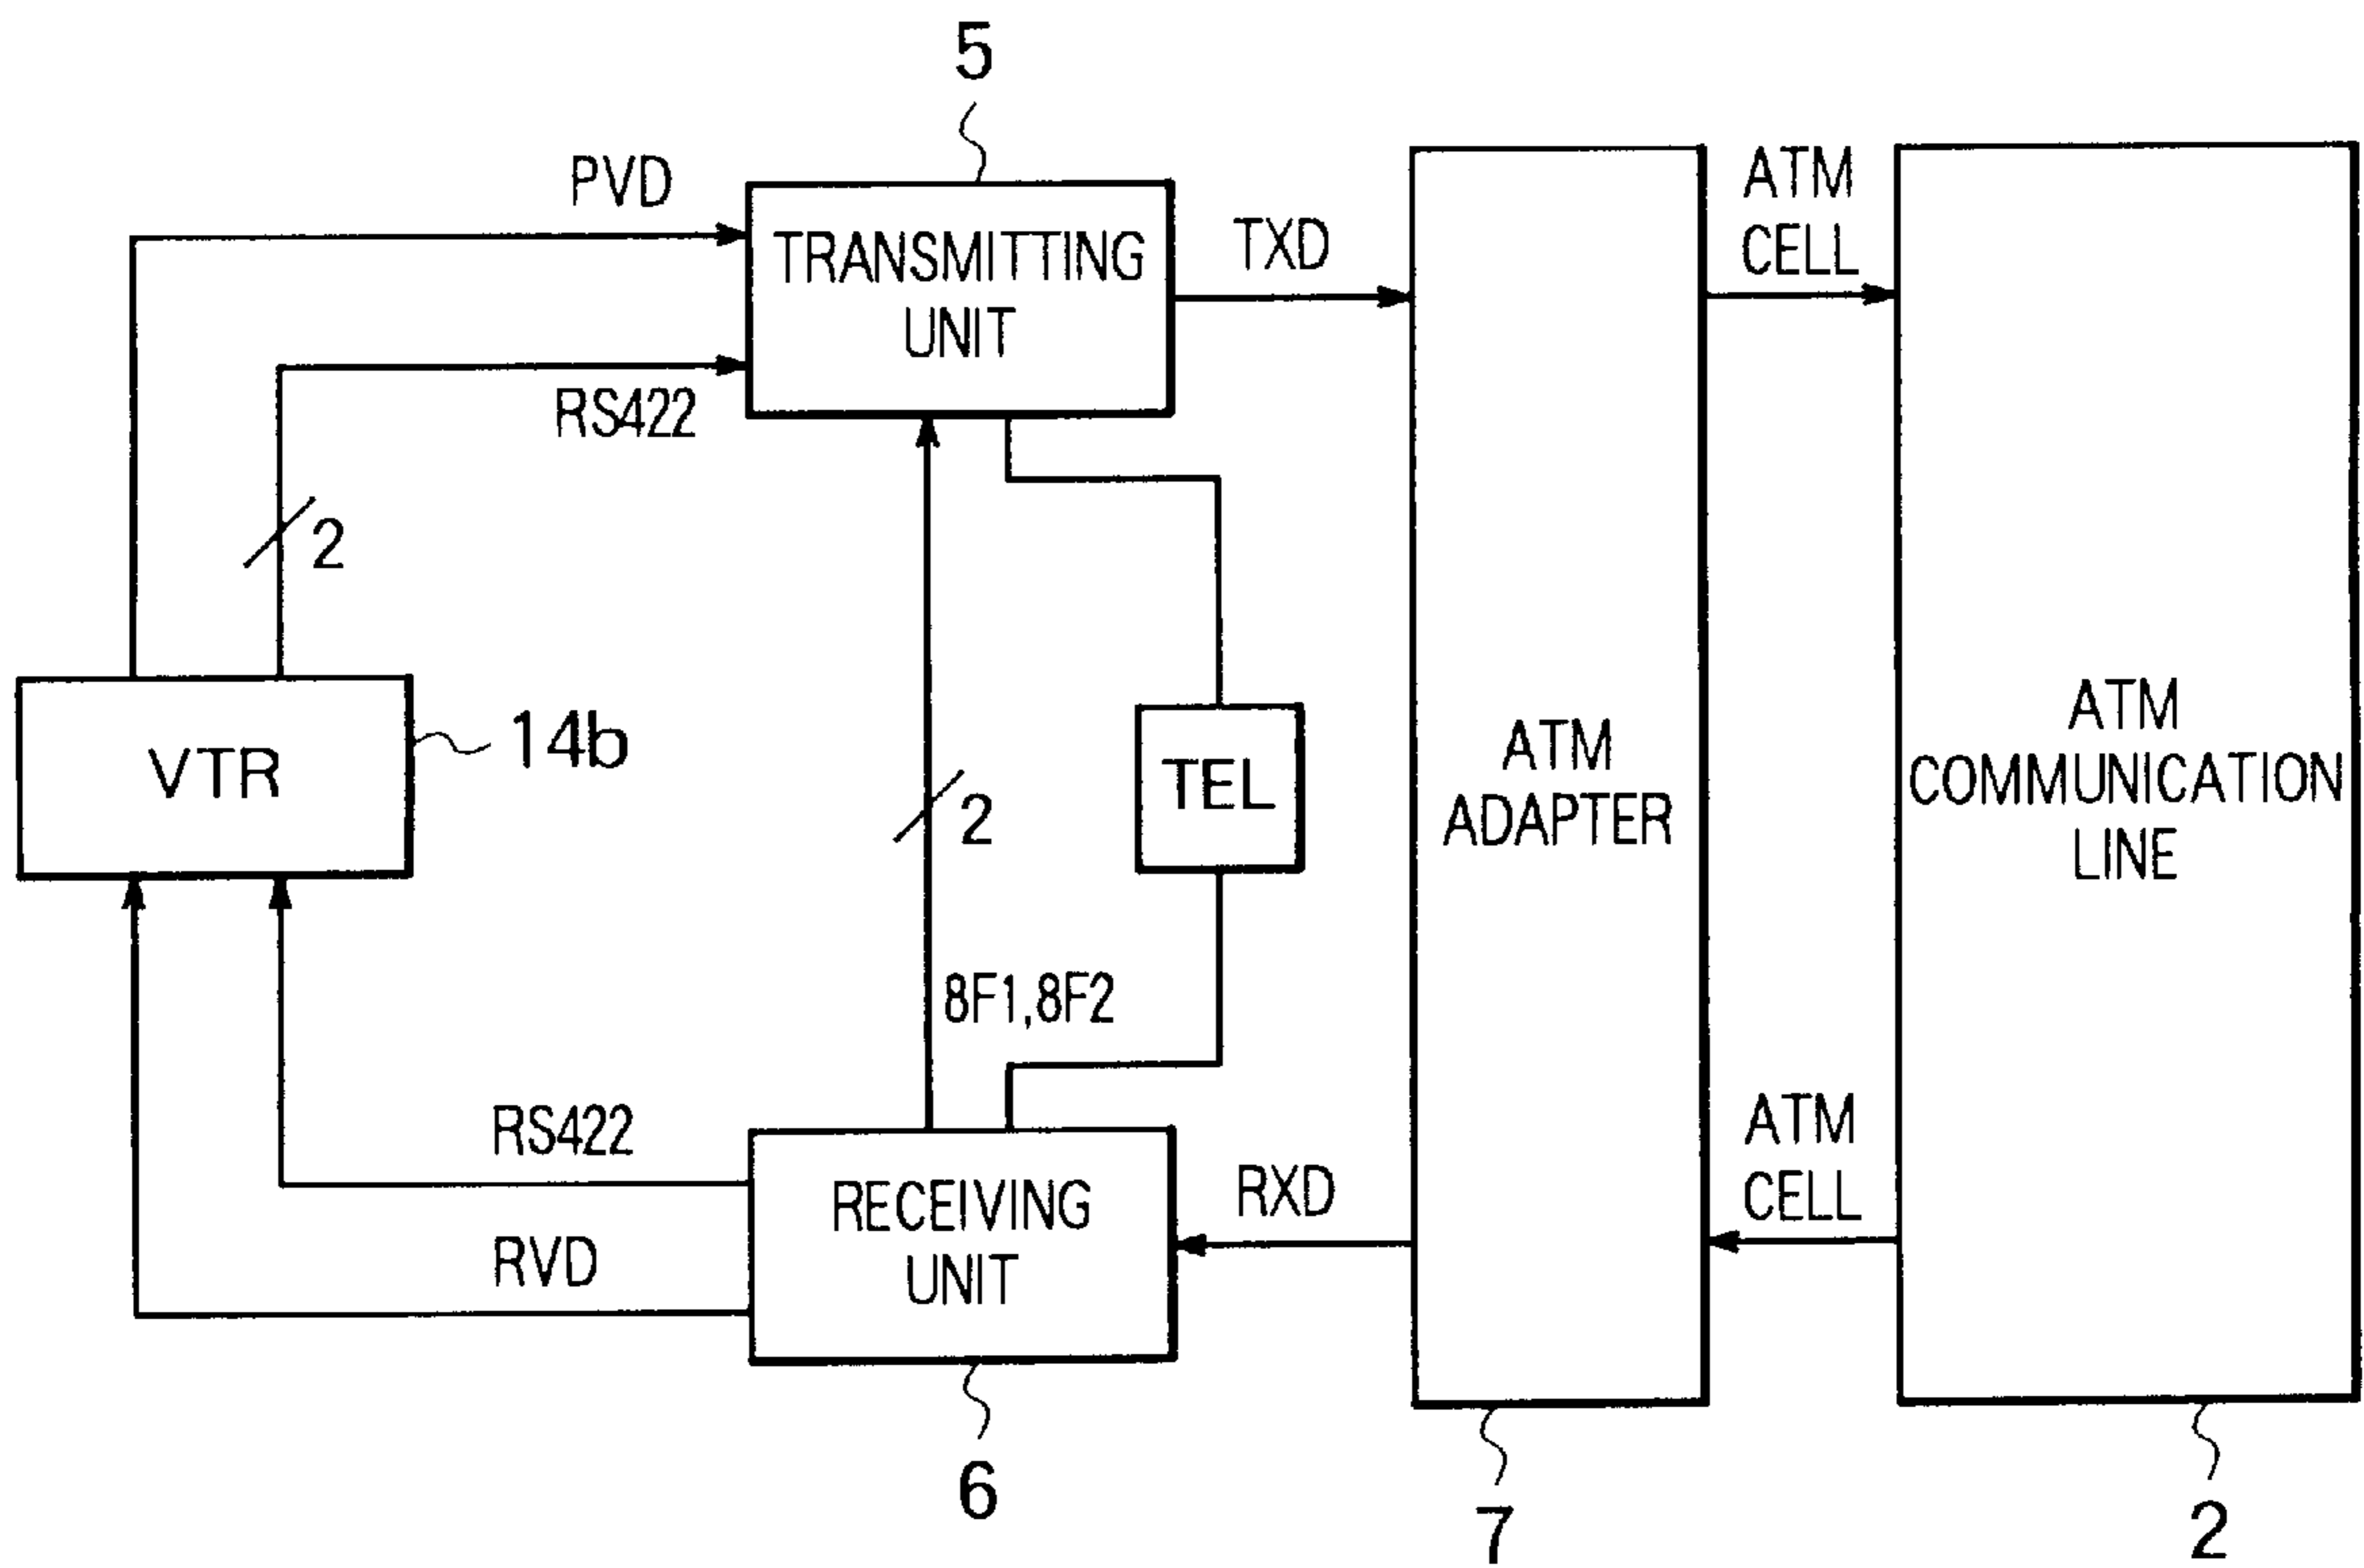 5
PVD
TRANSMITTING
UNIT
TXD
ATM
CELL
RS422
2
VTR
14b
2
TEL
ATM
ADAPTER
ATM
COMMUNICATION
LINE
8F1,8F2
RS422
RVD
RECEIVING
UNIT
RXD
ATM
CELL
6
7
2